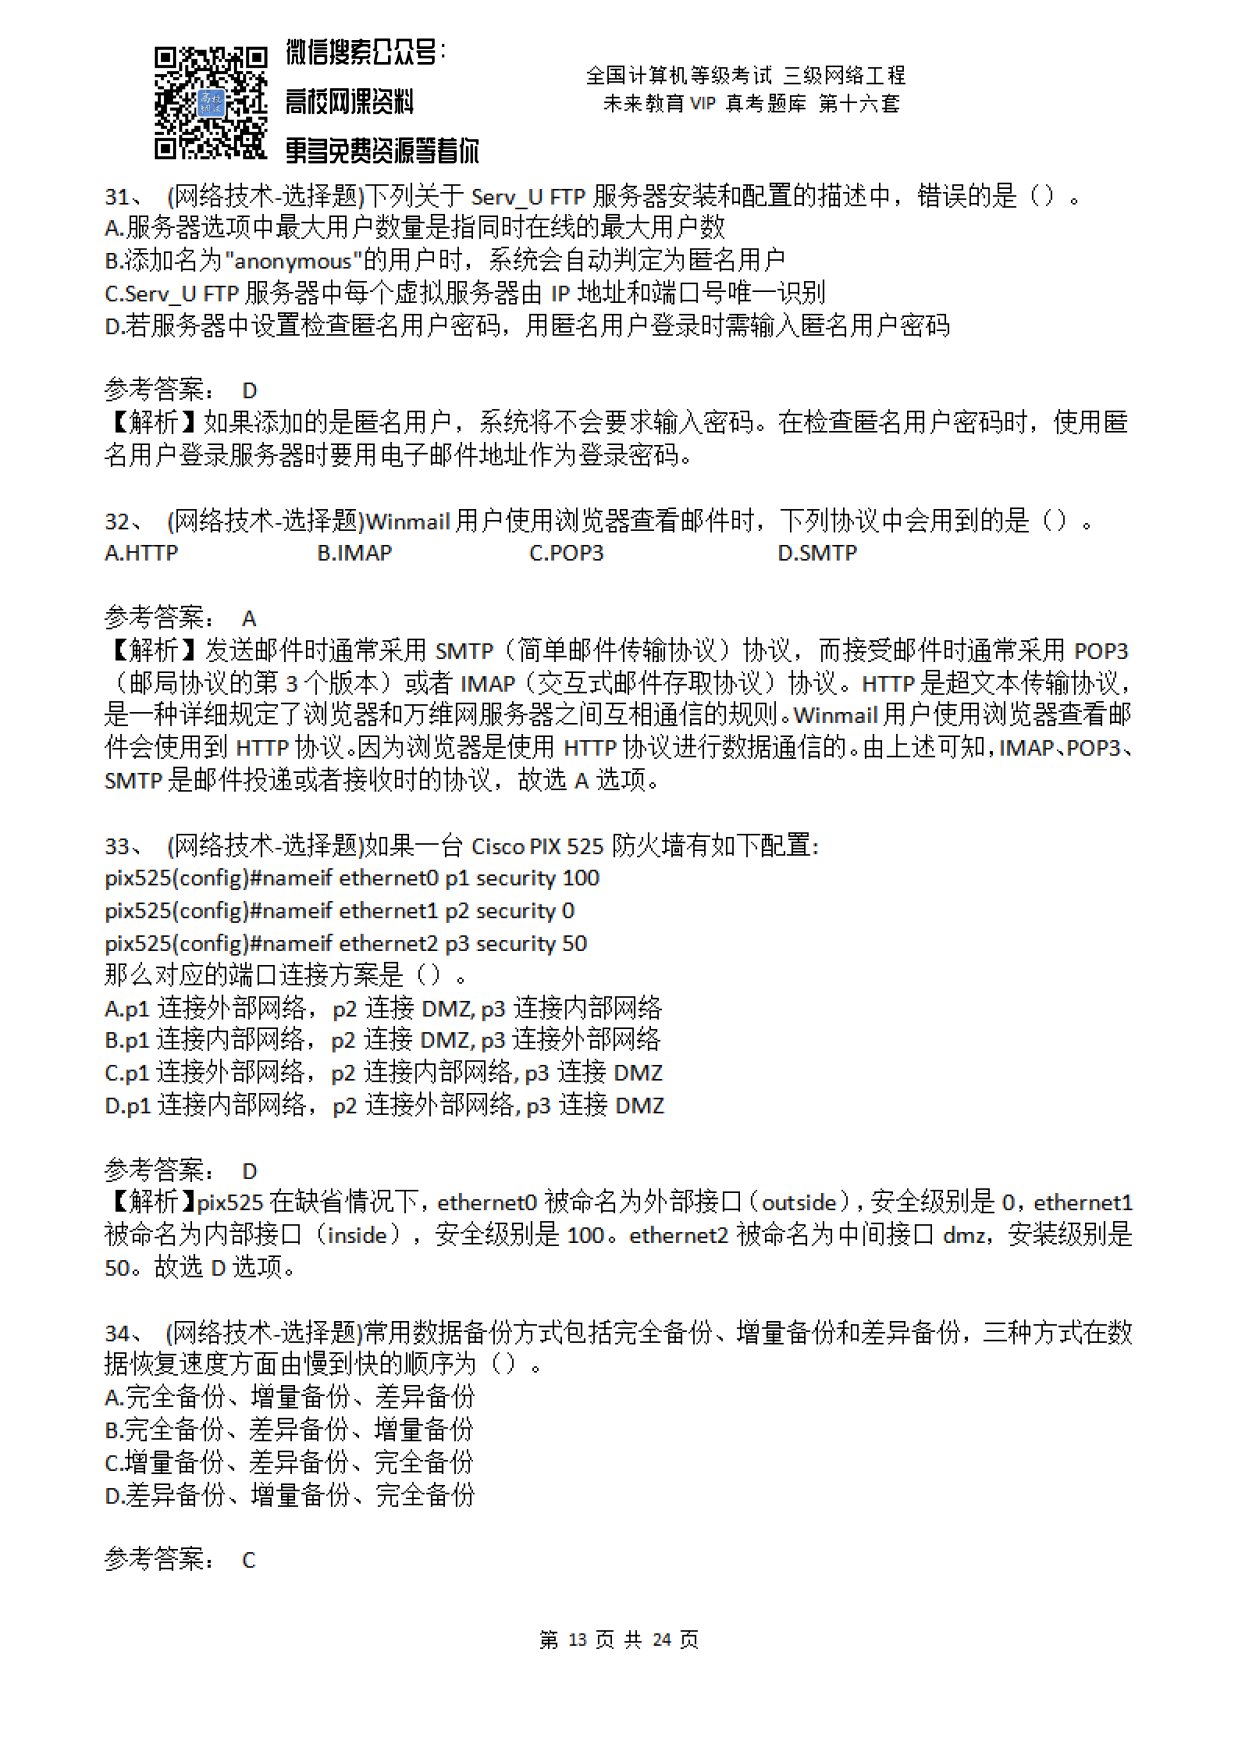 微信搜索公众号：
高校网课资料
更多免费资源等着你
全国计算机等级考试 三级网络工程
未来教育 VIP 真考题库 第十六套
31、 (网络技术-选择题)下列关于 Serv_U FTP 服务器安装和配置的描述中，错误的是（）。
A.服务器选项中最大用户数量是指同时在线的最大用户数
B.添加名为"anonymous"的用户时，系统会自动判定为匿名用户
C.Serv_U FTP 服务器中每个虚拟服务器由 IP 地址和端口号唯一识别
D.若服务器中设置检查匿名用户密码，用匿名用户登录时需输入匿名用户密码
参考答案： D
【解析】如果添加的是匿名用户，系统将不会要求输入密码。在检查匿名用户密码时，使用匿
名用户登录服务器时要用电子邮件地址作为登录密码。
32、 (网络技术-选择题)Winmail 用户使用浏览器查看邮件时，下列协议中会用到的是（）。
A.HTTP B.IMAP C.POP3 D.SMTP
参考答案： A
【解析】发送邮件时通常采用 SMTP（简单邮件传输协议）协议，而接受邮件时通常采用 POP3
（邮局协议的第 3 个版本）或者 IMAP（交互式邮件存取协议）协议。HTTP 是超文本传输协议，
是一种详细规定了浏览器和万维网服务器之间互相通信的规则。Winmail 用户使用浏览器查看邮
件会使用到 HTTP 协议。因为浏览器是使用 HTTP 协议进行数据通信的。由上述可知，IMAP、POP3、
SMTP 是邮件投递或者接收时的协议，故选 A 选项。
33、 (网络技术-选择题)如果一台 Cisco PIX 525 防火墙有如下配置:
pix525(config)#nameif ethernet0 p1 security 100
pix525(config)#nameif ethernet1 p2 security 0
pix525(config)#nameif ethernet2 p3 security 50
那么对应的端口连接方案是（）。
A.p1 连接外部网络，p2 连接 DMZ, p3 连接内部网络
B.p1 连接内部网络，p2 连接 DMZ, p3 连接外部网络
C.p1 连接外部网络，p2 连接内部网络, p3 连接 DMZ
D.p1 连接内部网络，p2 连接外部网络, p3 连接 DMZ
参考答案： D
【解析】pix525 在缺省情况下，ethernet0 被命名为外部接口（outside），安全级别是 0，ethernet1
被命名为内部接口（inside），安全级别是 100。ethernet2 被命名为中间接口 dmz，安装级别是
50。故选 D 选项。
34、 (网络技术-选择题)常用数据备份方式包括完全备份、增量备份和差异备份，三种方式在数
据恢复速度方面由慢到快的顺序为（）。
A.完全备份、增量备份、差异备份
B.完全备份、差异备份、增量备份
C.增量备份、差异备份、完全备份
D.差异备份、增量备份、完全备份
参考答案： C
第 13 页 共 24 页